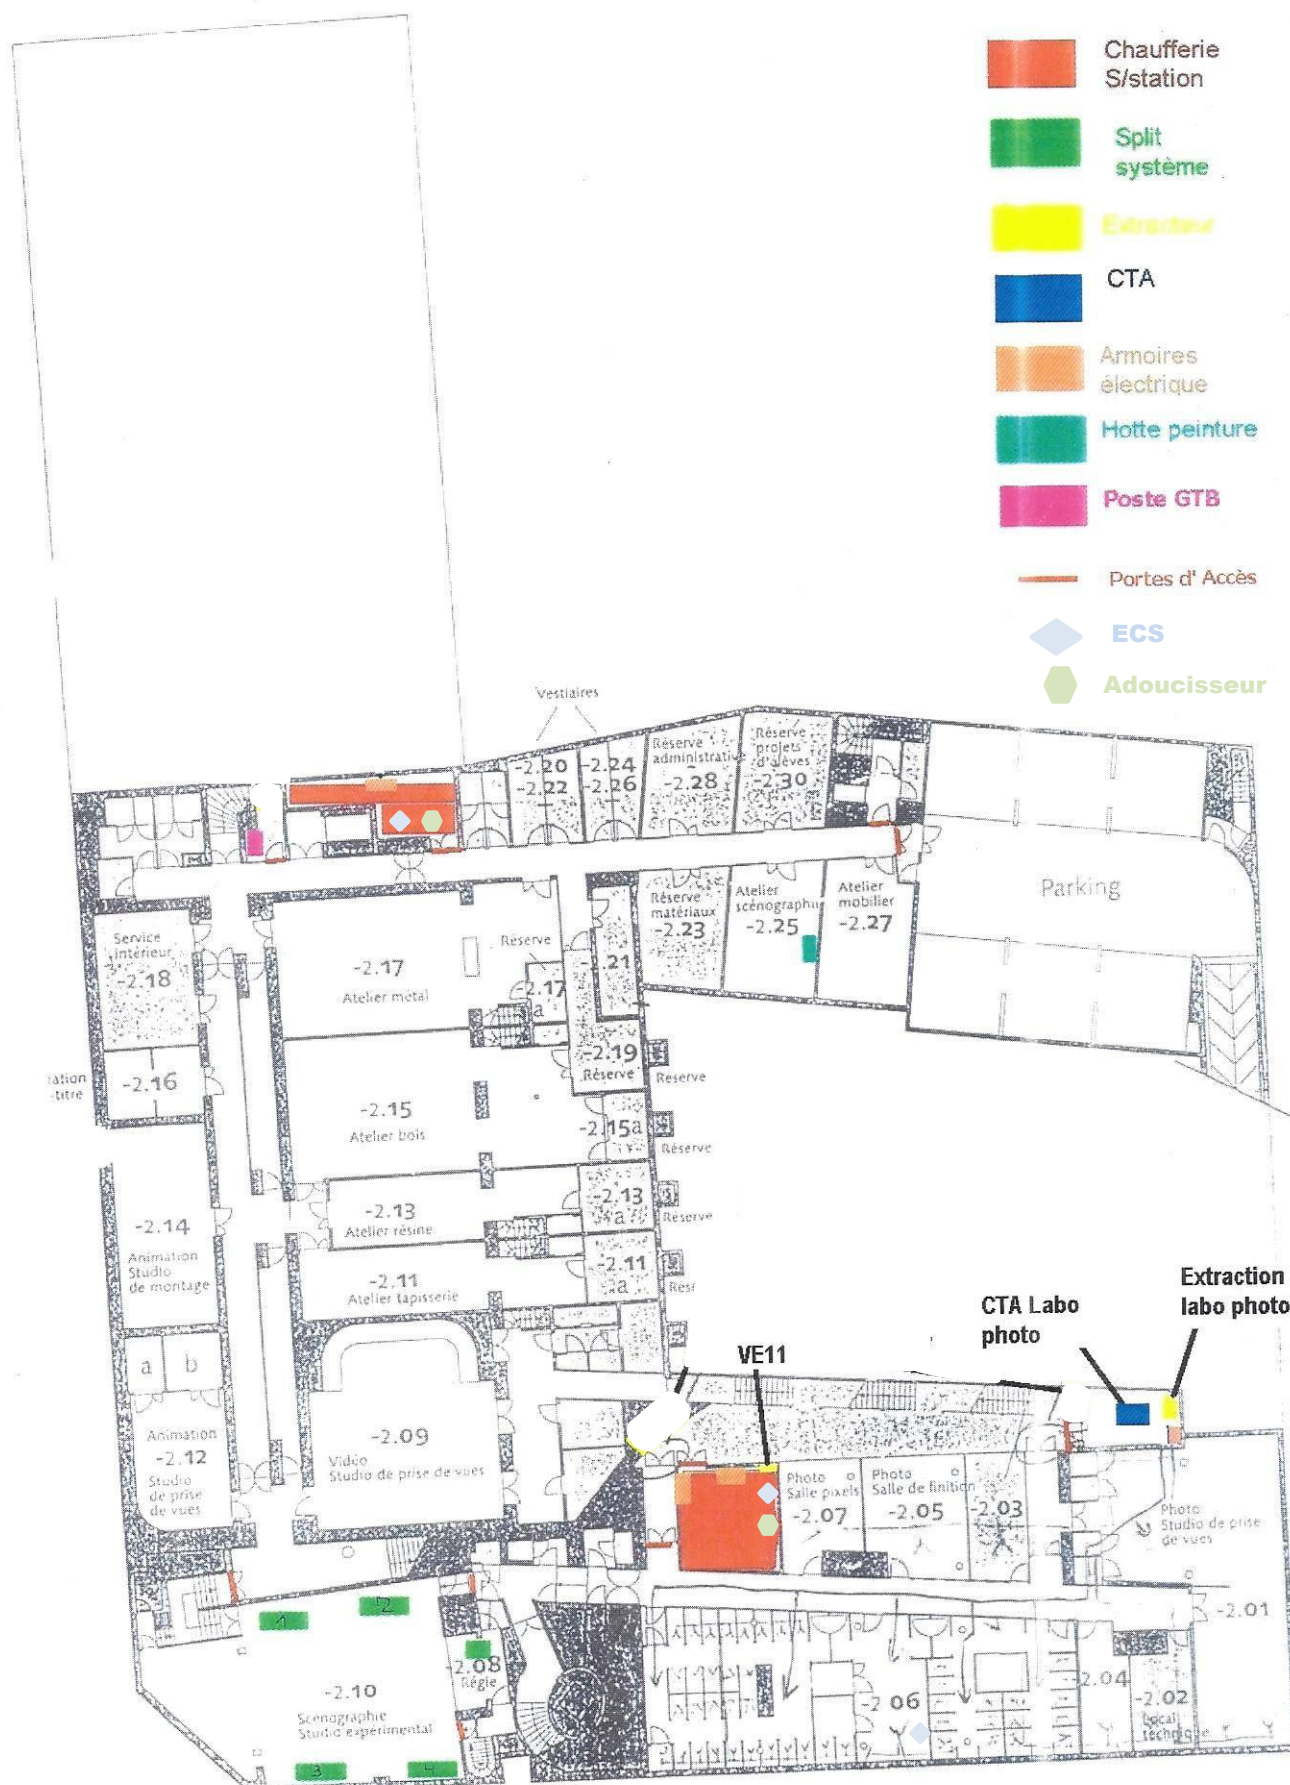 Chaufferie
S/station
Split
système
Extracteur
CTA
Armoires
électrique
Hotte peinture
Poste GTB
Portes d' Accès
ECS
Adoucisseur
Vestiaires
-2.20
-2.22
-2.24
-2.26
Réserve
administrative
-2.28
Réserve
projets
d'élèves
-2.30
Parking
Réserve
matériaux
-2.23
Atelier
scénographie
-2.25
Atelier
mobilier
-2.27
Service
intérieur
-2.18
-2.17
Atelier métal
Réserve
-2.17
a
2.21
-2.19
Réserve
Réserve
-2.16
-titre
-2.15
Atelier bois
-2.15a
Réserve
-2.14
Animation
Studio
de montage
-2.13
Atelier résine
-2.13
a
Réserve
-2.11
Atelier tapisserie
-2.11
a
Rési
Extraction
labo photo
CTA Labo
photo
VE11
a
b
Animation
-2.12
Studio
de prise
de vues
-2.09
Vidéo
Studio de prise de vues
Photo
Salle pixels
-2.07
Photo
Salle de finition
-2.05
-2.03
Photo
Studio de prise
de vues
-2.01
1
2
-2.08
Régie
-2.10
Scénographie
Studio expérimental
3
4
-2.06
-2.04
-2.02
Local
technique